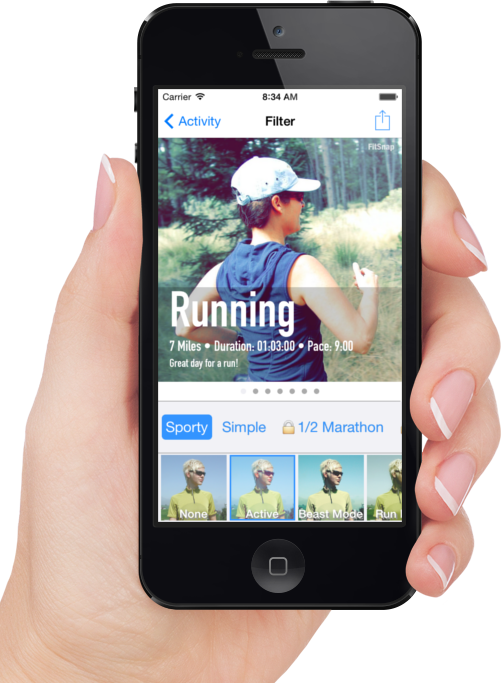 Carrier 8:34 AM
Activity Filter
FitSnap
Running
7 Miles • Duration: 01:03:00 • Pace: 9:00
Great day for a run!
Sporty Simple 1/2 Marathon
None Active Beast Mode Run